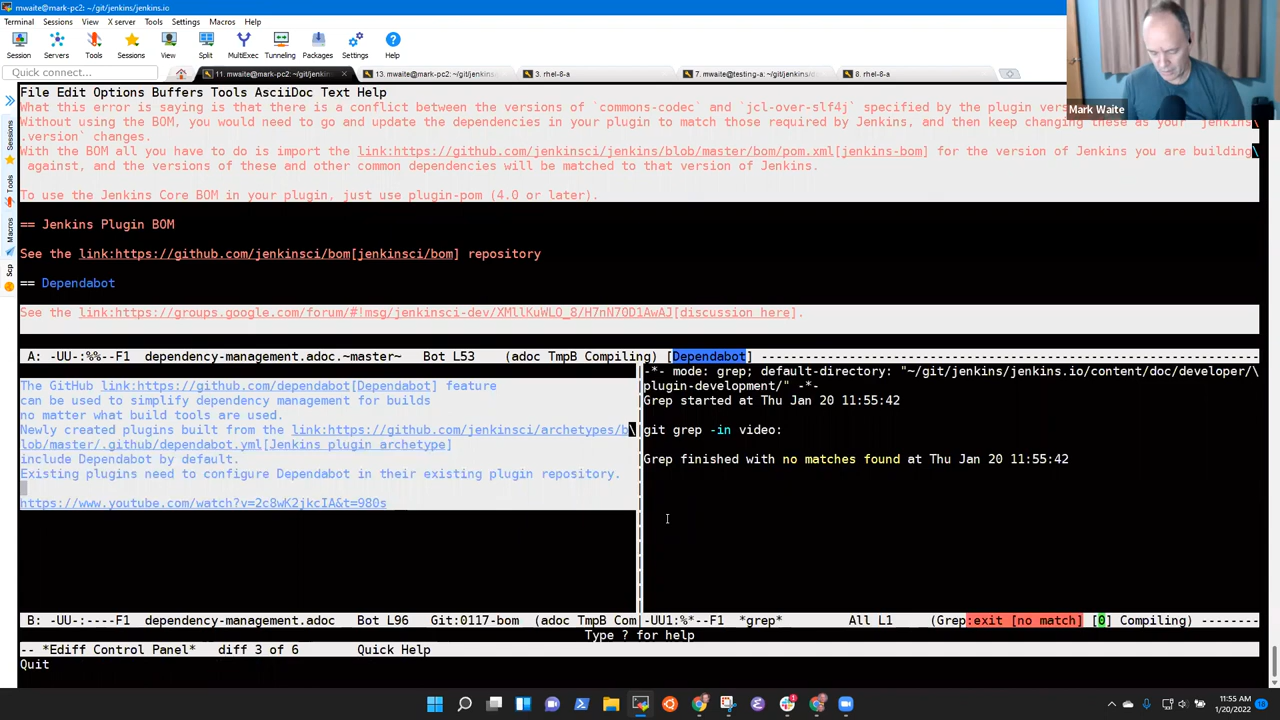 mwaite@mark-pc2: ~/git/jenkins/jenkins.io
Terminal Sessions View X server Tools Settings Macros Help
Session Servers Tools Sessions View Split MultiExec Tunneling Packages Settings Help
Quick connect...
11. mwaite@mark-pc2: ~/git/jenkin
13. mwaite@mark-pc2: ~/git/jenkins
3. rhel-8-a
7. mwaite@testing-a: ~/git/jenkins/d
8. rhel-8-a
Mark Waite
Sessions
Tools
Macros
Scp
File Edit Options Buffers Tools AsciiDoc Text Help
What this error is saying is that there is a conflict between the versions of `commons-codec` and `jcl-over-slf4j` specified by the plugin ver
Without using the BOM, you would need to go and update the dependencies in your plugin to match those required by Jenkins, and then keep changing these as your `jenkins\
.version` changes.
With the BOM all you have to do is import the link:https://github.com/jenkinsci/jenkins/blob/master/bom/pom.xml[jenkins-bom] for the version of Jenkins you are building\
against, and the versions of these and other common dependencies will be matched to that version of Jenkins.
To use the Jenkins Core BOM in your plugin, just use plugin-pom (4.0 or later).
== Jenkins Plugin BOM
See the link:https://github.com/jenkinsci/bom[jenkinsci/bom] repository
== Dependabot
See the link:https://groups.google.com/forum/#!msg/jenkinsci-dev/XMllKuWLQ_8/H7nN70D1AwAJ[discussion here].
A: -UU-:%%--F1 dependency-management.adoc.~master~ Bot L53 (adoc TmpB Compiling) [Dependabot] ----------
The GitHub link:https://github.com/dependabot[Dependabot] feature
can be used to simplify dependency management for builds
no matter what build tools are used.
Newly created plugins built from the link:https://github.com/jenkinsci/archetypes/b\
lob/master/.github/dependabot.yml[Jenkins plugin archetype]
include Dependabot by default.
Existing plugins need to configure Dependabot in their existing plugin repository.
https://www.youtube.com/watch?v=2c8wK2jkcIA&t=980s
-*- mode: grep; default-directory: "~/git/jenkins/jenkins.io/content/doc/developer/\
plugin-development/" -*-
Grep started at Thu Jan 20 11:55:42
git grep -in video:
Grep finished with no matches found at Thu Jan 20 11:55:42
B: -UU-:----F1 dependency-management.adoc Bot L96 Git:0117-bom (adoc TmpB Com
-UU1:%*--F1 *grep* All L1 (Grep:exit [no match] [0] Compiling) --------
Type ? for help
-- *Ediff Control Panel* diff 3 of 6 Quick Help
Quit
11:55 AM
1/20/2022